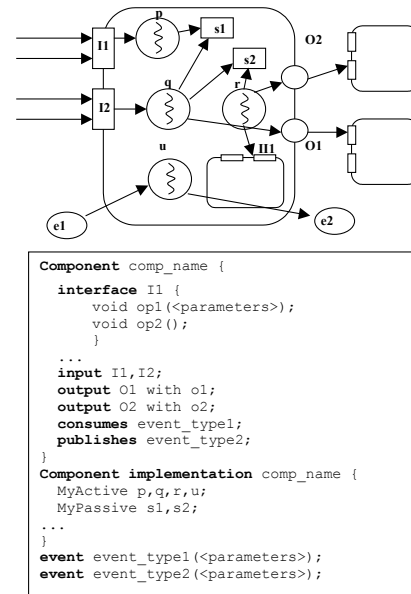 p
I1
s1
O2
s2
q
r
I2
O1
u
II1
e1
e2
Component comp_name {
interface I1 {
void op1(<parameters>);
void op2();
}
...
input I1,I2;
output O1 with o1;
output O2 with o2;
consumes event_type1;
publishes event_type2;
}
Component implementation comp_name {
MyActive p,q,r,u;
MyPassive s1,s2;
...
}
event event_type1(<parameters>);
event event_type2(<parameters>);